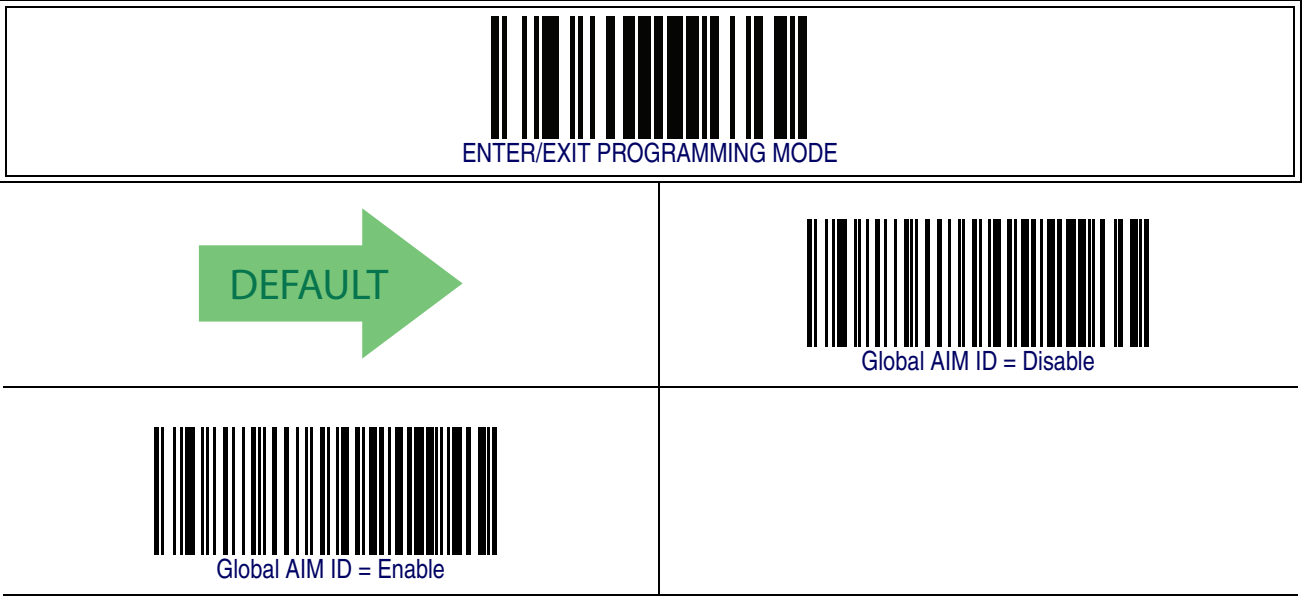 ENTER/EXIT PROGRAMMING MODE
DEFAULT
Global AIM ID = Disable
Global AIM ID = Enable